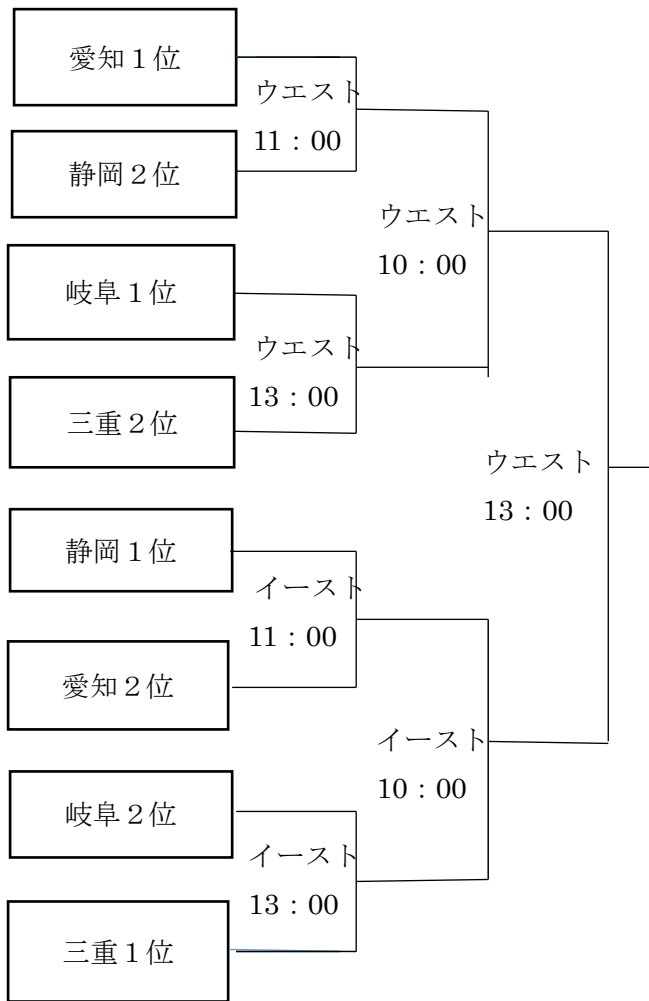 愛知１位
ウエスト
11：00
静岡２位
ウエスト
10：00
岐阜１位
ウエスト
13：00
三重２位
ウエスト
13：00
静岡１位
イースト
11：00
愛知２位
イースト
10：00
岐阜２位
イースト
13：00
三重１位